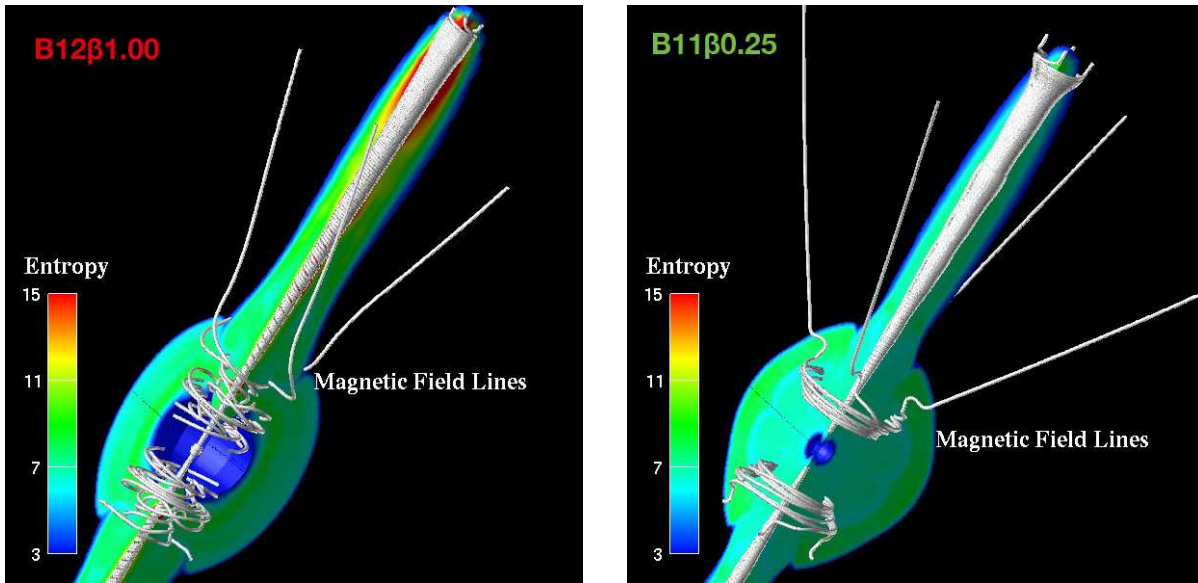 B12β1.00
Entropy
15
11
7
3
Magnetic Field Lines
B11β0.25
Entropy
15
11
7
3
Magnetic Field Lines